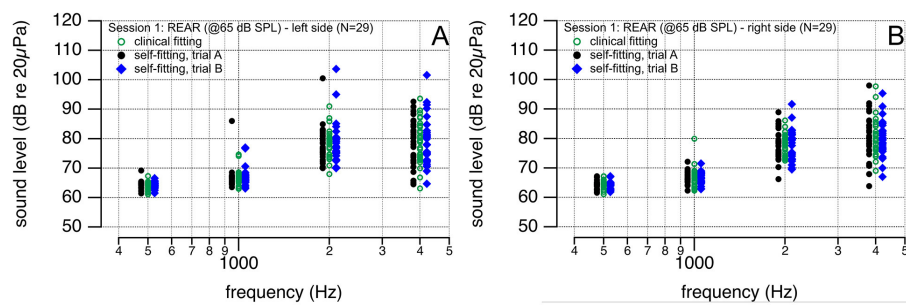 Session 1: REAR (@65 dB SPL) - left side (N=29)
A
clinical fitting
self-fitting, trial A
self-fitting, trial B
120
110
100
90
80
70
60
50
sound level (dB re 20µPa)
4 5 6 7 8 9 2 3 4 5
1000
frequency (Hz)
Session 1: REAR (@65 dB SPL) - right side (N=29)
B
clinical fitting
self-fitting, trial A
self-fitting, trial B
120
110
100
90
80
70
60
50
sound level (dB re 20µPa)
4 5 6 7 8 9 2 3 4 5
1000
frequency (Hz)